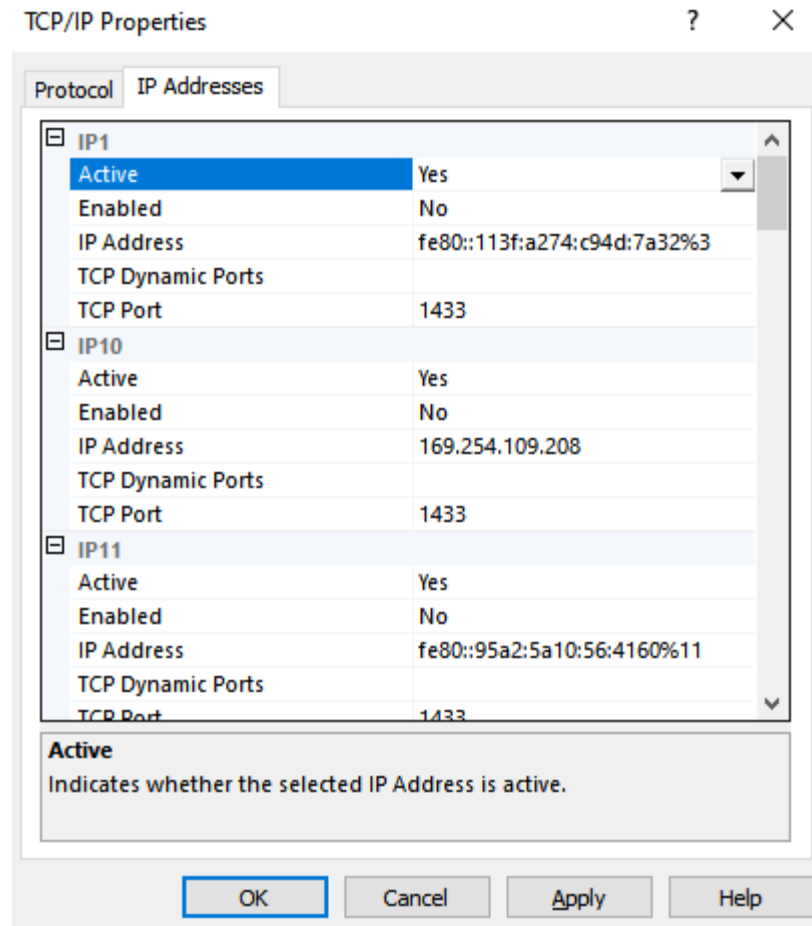 TCP/IP Properties ?
Protocol IP Addresses
IP1
Active Yes
Enabled No
IP Address fe80::113f:a274:c94d:7a32%3
TCP Dynamic Ports
TCP Port 1433
IP10
Active Yes
Enabled No
IP Address 169.254.109.208
TCP Dynamic Ports
TCP Port 1433
IP11
Active Yes
Enabled No
IP Address fe80::95a2:5a10:56:4160%11
TCP Dynamic Ports
TCP Port 1433
Active
Indicates whether the selected IP Address is active.
OK Cancel Apply Help